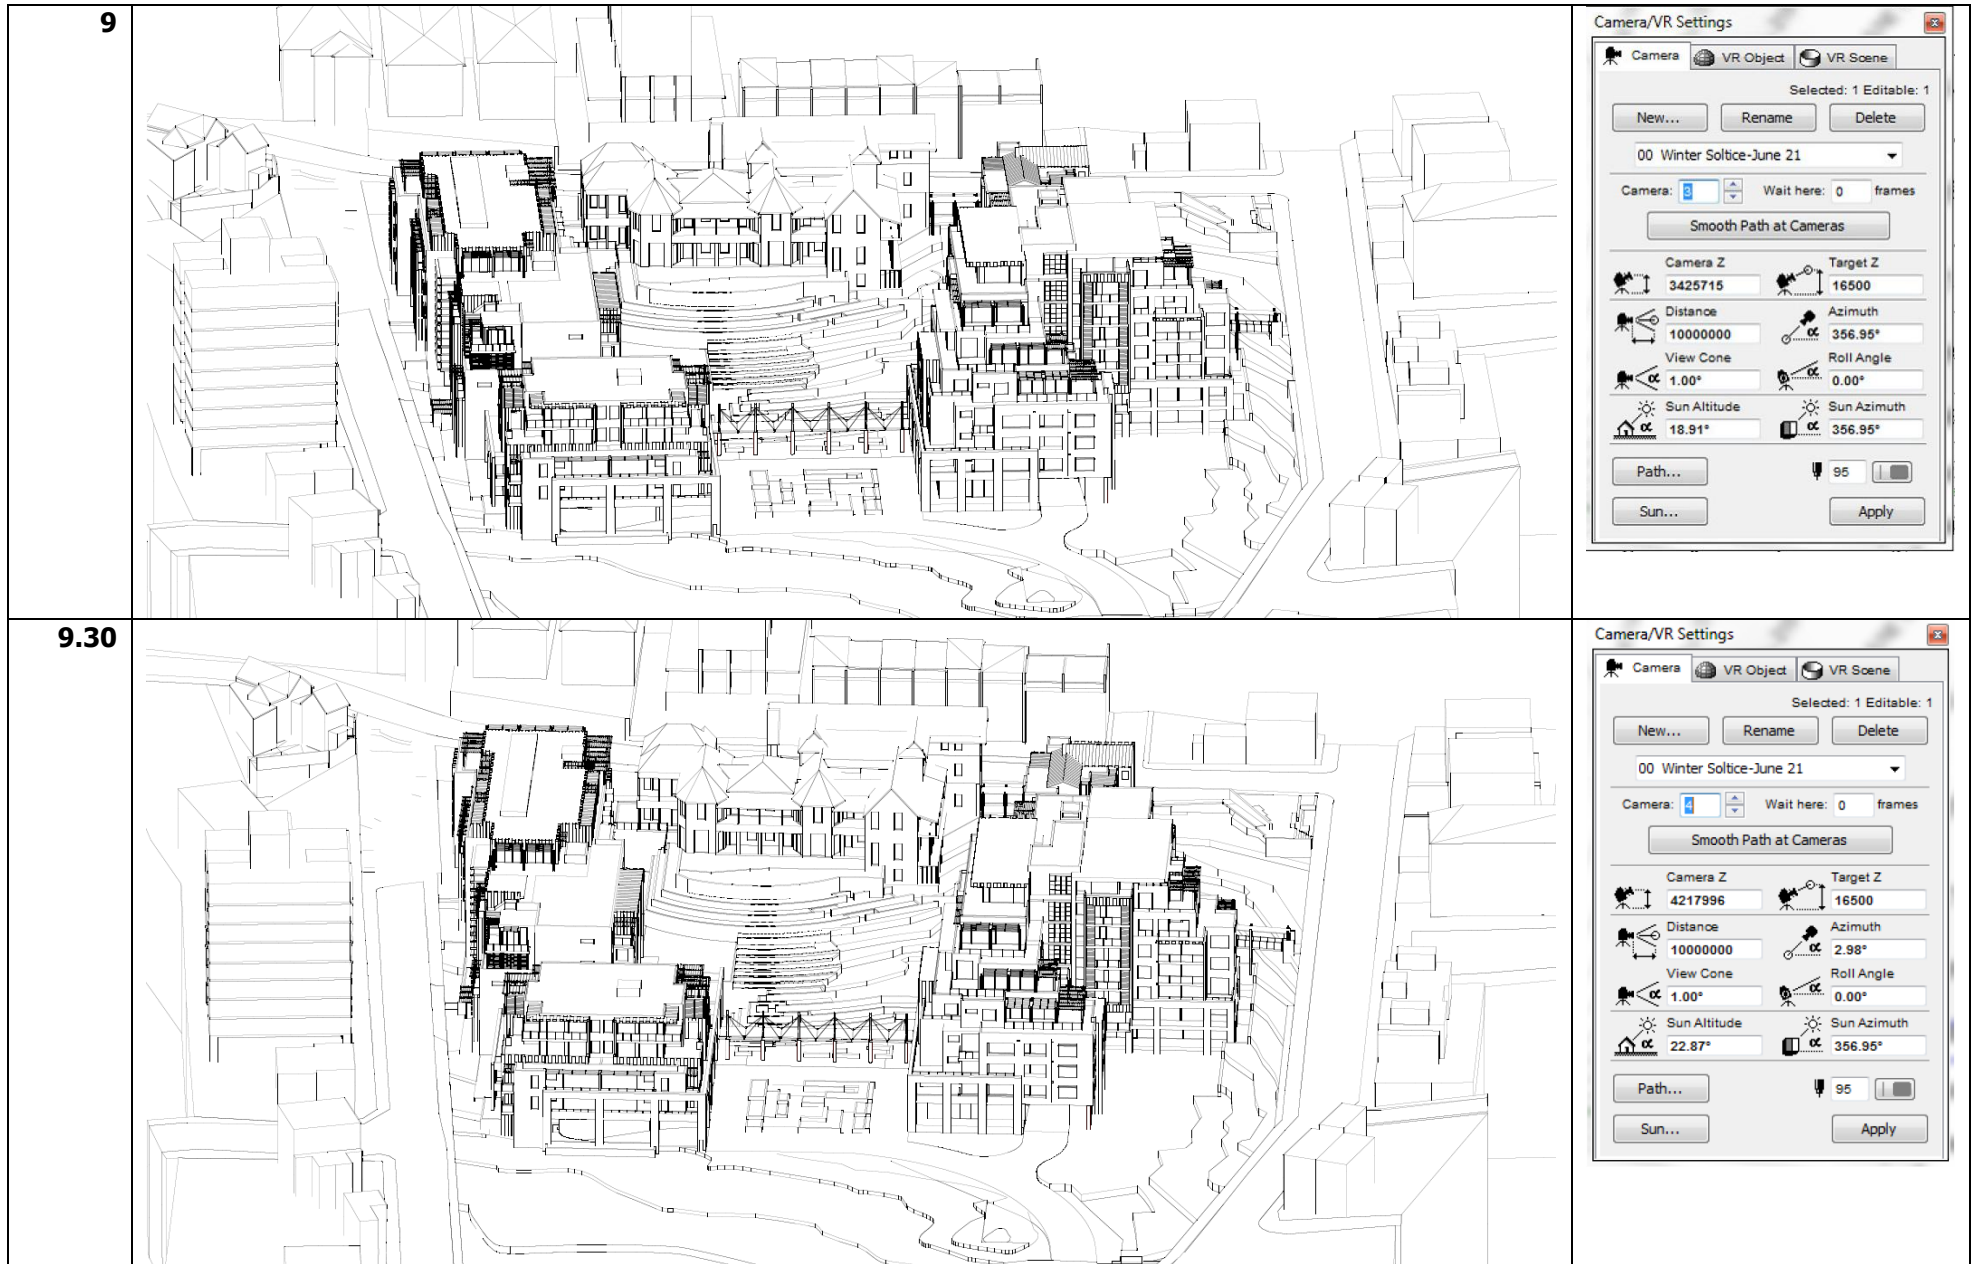 9
Camera/VR Settings
Camera VR Object VR Scene
Selected: 1 Editable: 1
New... Rename Delete
00 Winter Soltice-June 21
Camera: 3 Wait here: 0 frames
Smooth Path at Cameras
Camera Z Target Z
3425715 16500
Distance Azimuth
10000000 α 356.95°
View Cone Roll Angle
α 1.00° α 0.00°
Sun Altitude Sun Azimuth
α 18.91° α 356.95°
Path... 95
Sun... Apply
9.30
Camera/VR Settings
Camera VR Object VR Scene
Selected: 1 Editable: 1
New... Rename Delete
00 Winter Soltice-June 21
Camera: 4 Wait here: 0 frames
Smooth Path at Cameras
Camera Z Target Z
4217996 16500
Distance Azimuth
10000000 α 2.98°
View Cone Roll Angle
α 1.00° α 0.00°
Sun Altitude Sun Azimuth
α 22.87° α 356.95°
Path... 95
Sun... Apply